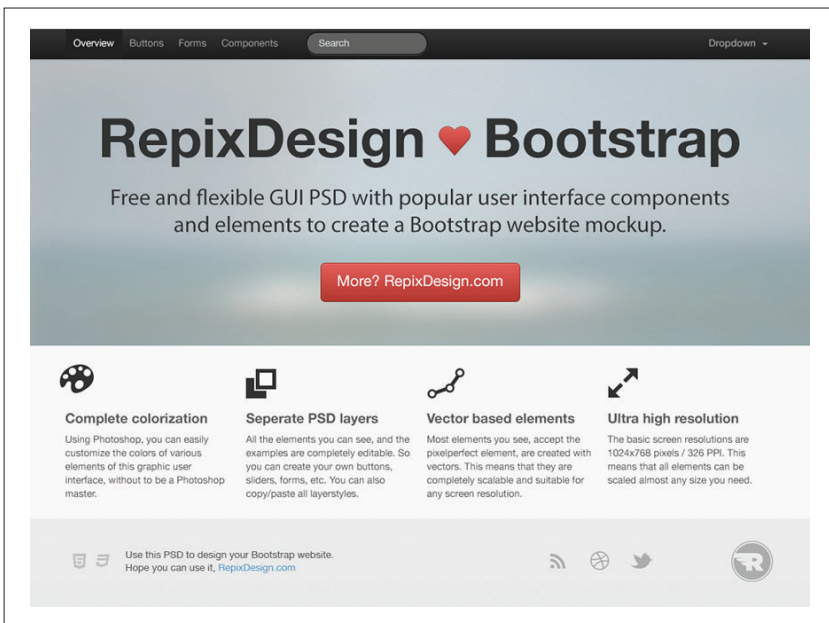 Overview Buttons Forms Components Search Dropdown
RepixDesign Bootstrap
Free and flexible GUI PSD with popular user interface components
and elements to create a Bootstrap website mockup.
More? RepixDesign.com
Complete colorization
Using Photoshop, you can easily
customize the colors of various
elements of this graphic user
interface, without to be a Photoshop
master.
Seperate PSD layers
All the elements you can see, and the
examples are completely editable. So
you can create your own buttons,
sliders, forms, etc. You can also
copy/paste all layerstyles.
Vector based elements
Most elements you see, accept the
pixelperfect element, are created with
vectors. This means that they are
completely scalable and suitable for
any screen resolution.
Ultra high resolution
The basic screen resolutions are
1024x768 pixels / 326 PPI. This
means that all elements can be
scaled almost any size you need.
Use this PSD to design your Bootstrap website.
Hope you can use it, RepixDesign.com
R